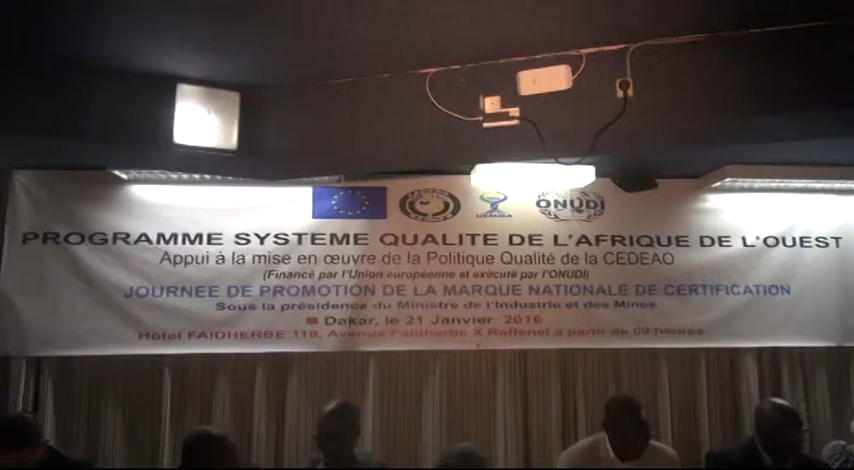 ONUDI
PROGRAMME SYSTEME QUALITE DE L'AFRIQUE DE L'OUEST
Appui à la mise en œuvre de la Politique Qualité de la CEDEAO
(Financé par l'Union européenne et exécuté par l'ONUDI)
JOURNEE DE PROMOTION DE LA MARQUE NATIONALE DE CERTIFICATION
Sous la présidence du Ministre de l'Industrie et des Mines
Dakar, le 21 Janvier 2016
Hôtel FAIDHERBE 110, Avenue Faidherbe X Raffenel à partir de 09 heures